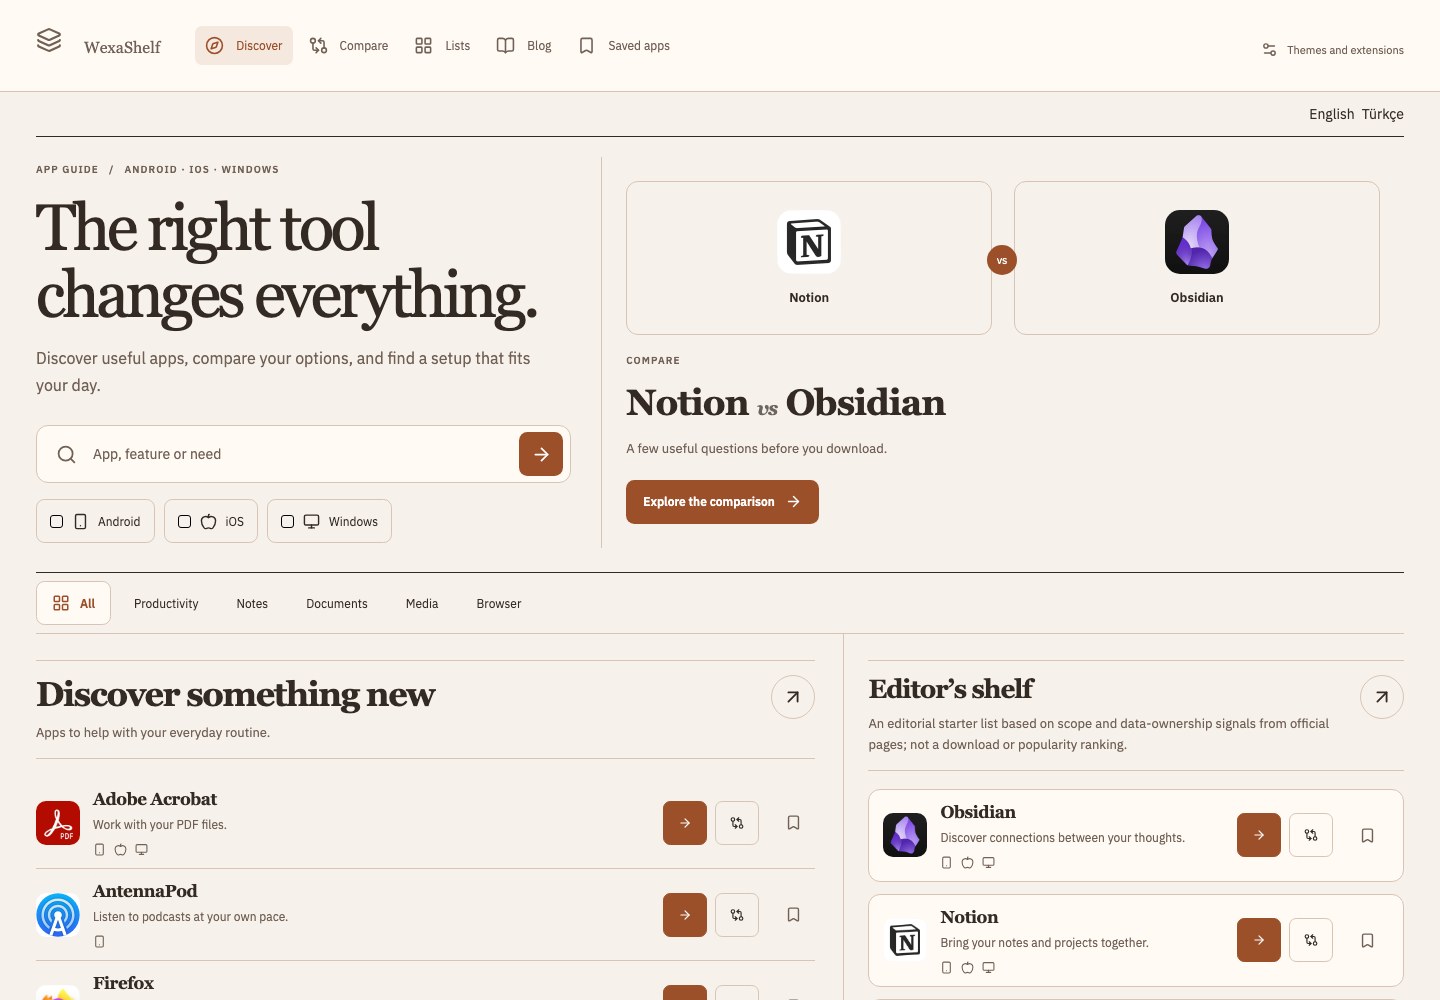 WexaShelf
Discover
Compare
Lists
Blog
Saved apps
Themes and extensions
English Türkçe
APP GUIDE / ANDROID · IOS · WINDOWS
The right tool
changes everything.
Discover useful apps, compare your options, and find a setup that fits
your day.
App, feature or need
Android
iOS
Windows
N
Notion
vs
Obsidian
COMPARE
Notion vs Obsidian
A few useful questions before you download.
Explore the comparison
All
Productivity
Notes
Documents
Media
Browser
Discover something new
Apps to help with your everyday routine.
PDF
Adobe Acrobat
Work with your PDF files.
AntennaPod
Listen to podcasts at your own pace.
Firefox
Editor’s shelf
An editorial starter list based on scope and data-ownership signals from official
pages; not a download or popularity ranking.
Obsidian
Discover connections between your thoughts.
N
Notion
Bring your notes and projects together.